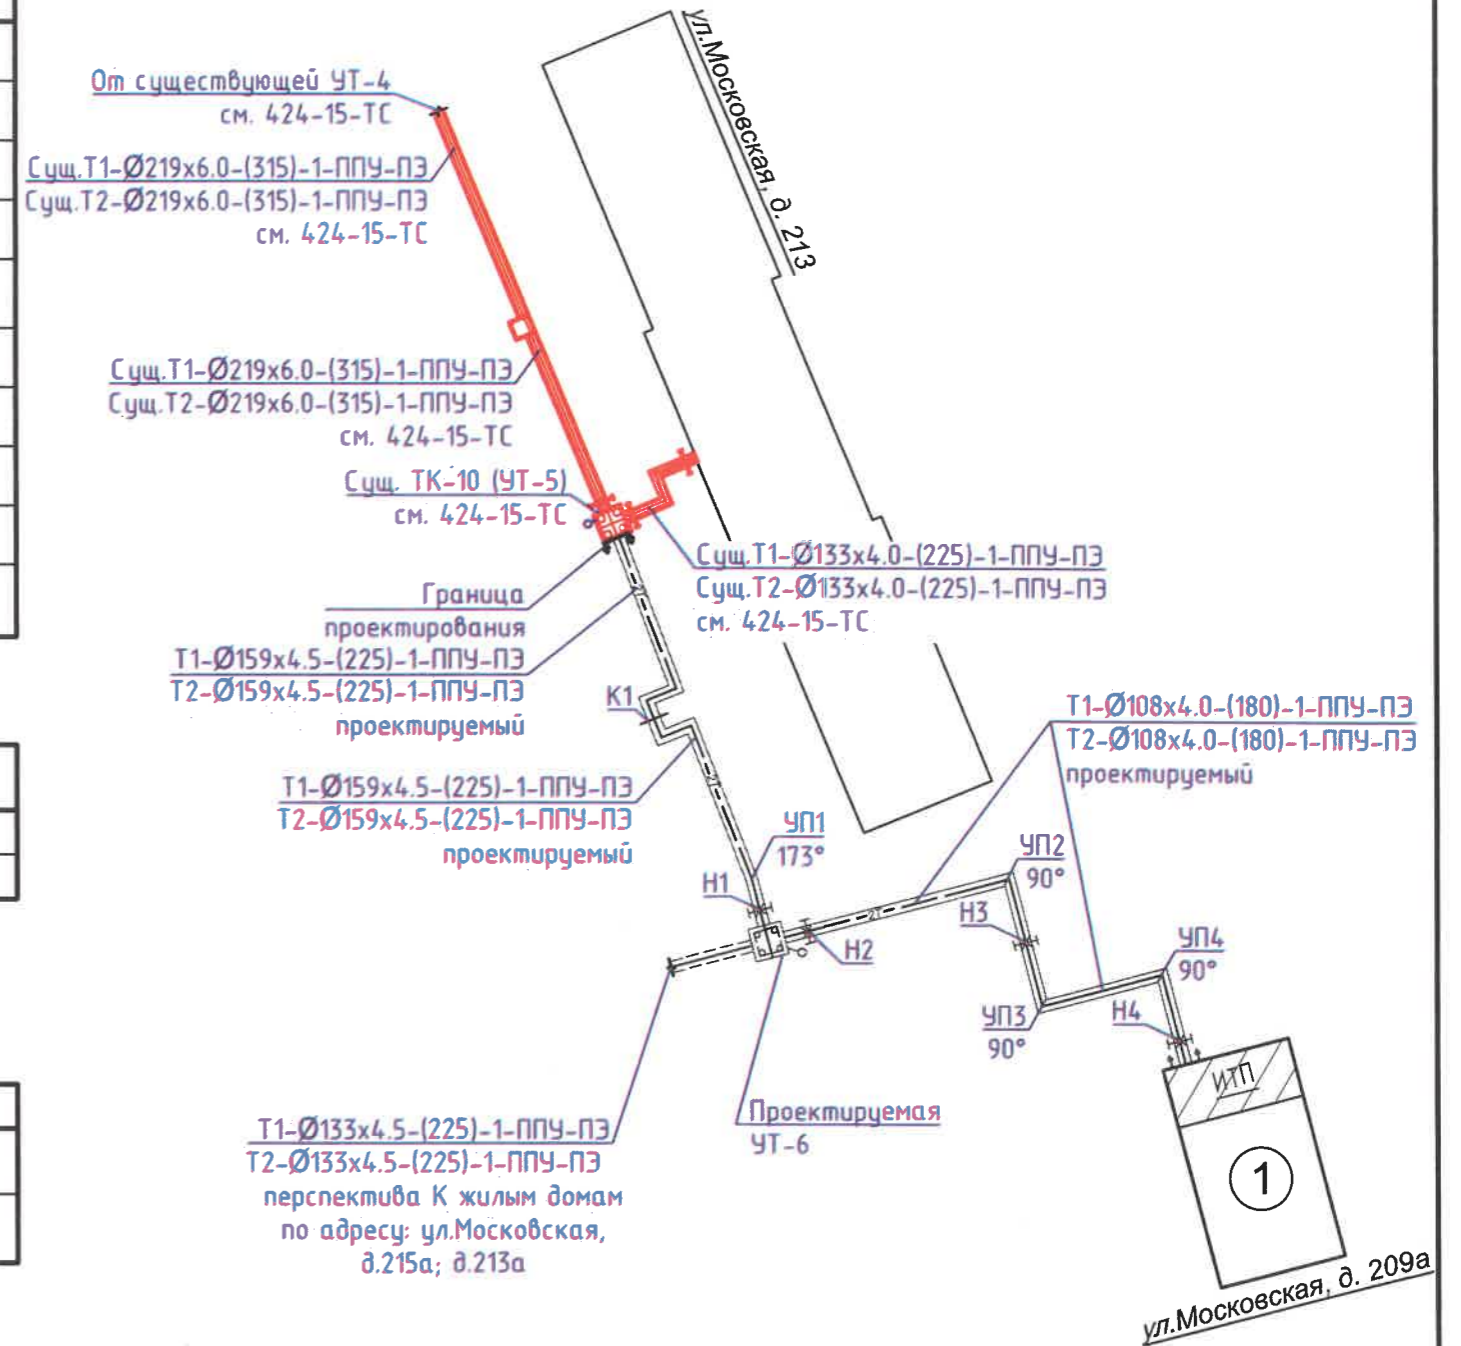 ул.Московская, д. 213
От существующей УТ-4
см. 424-15-ТС
Сущ.Т1-Ø219х6.0-(315)-1-ППУ-ПЭ
Сущ.Т2-Ø219х6.0-(315)-1-ППУ-ПЭ
см. 424-15-ТС
Сущ.Т1-Ø219х6.0-(315)-1-ППУ-ПЭ
Сущ.Т2-Ø219х6.0-(315)-1-ППУ-ПЭ
см. 424-15-ТС
Сущ. ТК-10 (УТ-5)
см. 424-15-ТС
Сущ.Т1-Ø133х4.0-(225)-1-ППУ-ПЭ
Сущ.Т2-Ø133х4.0-(225)-1-ППУ-ПЭ
см. 424-15-ТС
Граница
проектирования
Т1-Ø159х4.5-(225)-1-ППУ-ПЭ
Т2-Ø159х4.5-(225)-1-ППУ-ПЭ
проектируемый
2Т
К1
Т1-Ø108х4.0-(180)-1-ППУ-ПЭ
Т2-Ø108х4.0-(180)-1-ППУ-ПЭ
проектируемый
Т1-Ø159х4.5-(225)-1-ППУ-ПЭ
Т2-Ø159х4.5-(225)-1-ППУ-ПЭ
проектируемый
2Т
УП1
173°
УП2
90°
Н1
2Т
Н2
Н3
УП4
90°
УП3
90°
Н4
ИТП
Проектируемая
УТ-6
Т1-Ø133х4.5-(225)-1-ППУ-ПЭ
Т2-Ø133х4.5-(225)-1-ППУ-ПЭ
перспектива К жилым домам
по адресу: ул.Московская,
д.215а; д.213а
1
ул.Московская, д. 209а